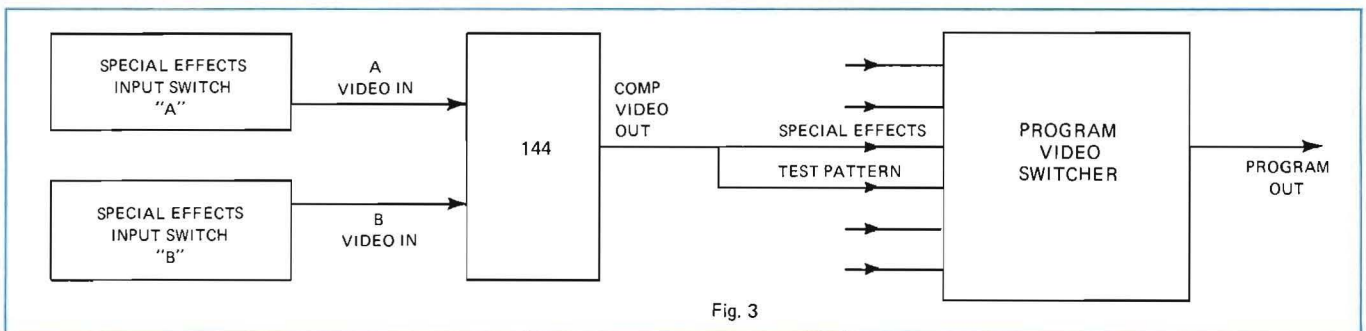 SPECIAL EFFECTS
INPUT SWITCH
"A"
A
VIDEO IN
SPECIAL EFFECTS
INPUT SWITCH
"B"
B
VIDEO IN
144
COMP
VIDEO
OUT
SPECIAL EFFECTS
TEST PATTERN
PROGRAM
VIDEO
SWITCHER
PROGRAM
OUT
Fig. 3